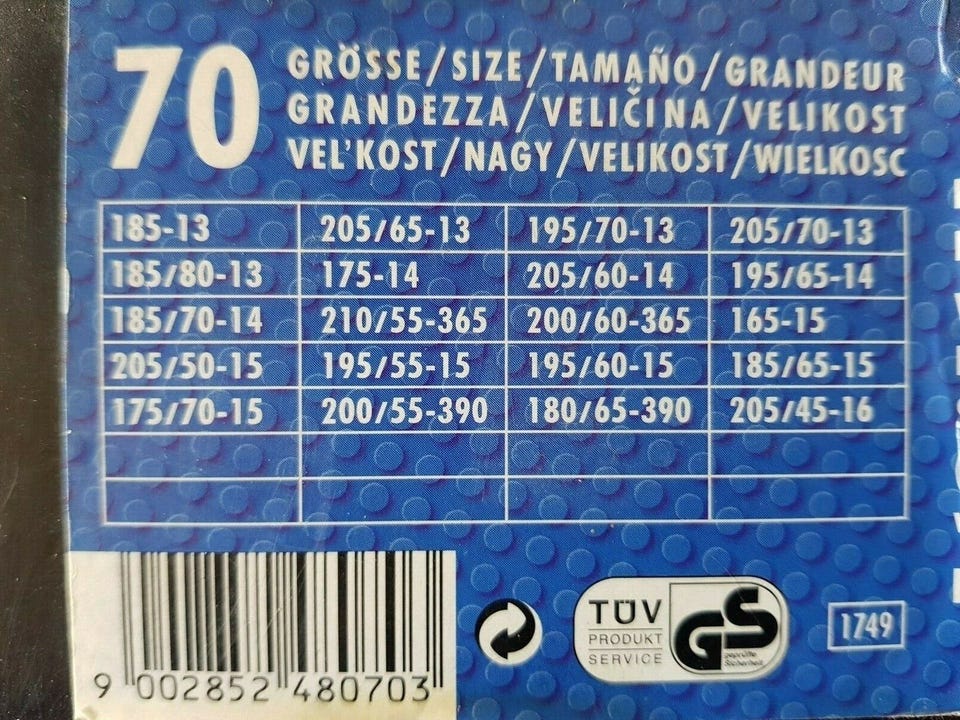 70 GRÖSSE/SIZE/TAMAÑO/GRANDEUR
GRANDEZZA/VELIČINA/VELIKOST
VEL'KOST/NAGY/VELIKOST/WIELKOSC
185-13 205/65-13 195/70-13 205/70-13
185/80-13 175-14 205/60-14 195/65-14
185/70-14 210/55-365 200/60-365 165-15
205/50-15 195/55-15 195/60-15 185/65-15
175/70-15 200/55-390 180/65-390 205/45-16
TÜV
PRODUKT
SERVICE
GS
geprüfte
Sicherheit
1749
9 002852 480703